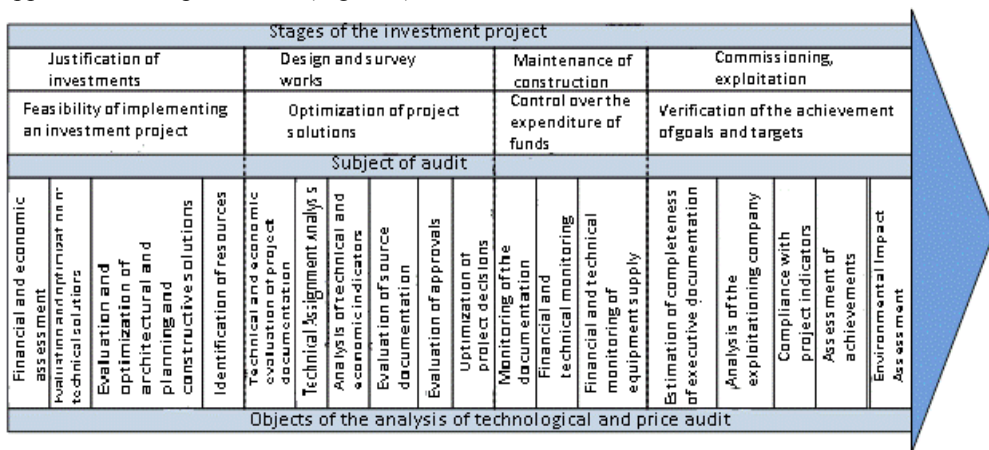 Stages of the investment project
Justification of
investments
Design and survey
works
Maintenance of
construction
Commissioning,
exploitation
Feasibility of implementing
an investment project
Optimization of project
solutions
Control over the
expenditure of
funds
Verification of the achievement
of goals and targets
Subject of audit
Financial and economic
assessment
technical solutions
Evaluation and
optimization of
architectural and
planning and
constructive solutions
Identification of resources
Technical and economic
evaluation of project
documentation
Technical Assignment Analysis
Analysis of technical and
economic indicators
Evaluation of source
documentation
Evaluation of approvals
Optimization of
project decisions
Monitoring of the
documentation
Financial and
technical monitoring
Financial and technical
monitoring of
equipment supply
Estimation of completeness
of executive documentation
Analysis of the
exploitationing company
Compliance with
project indicators
Assessment of
achievements
Environmental Impact
Assessment
Objects of the analysis of technological and price audit